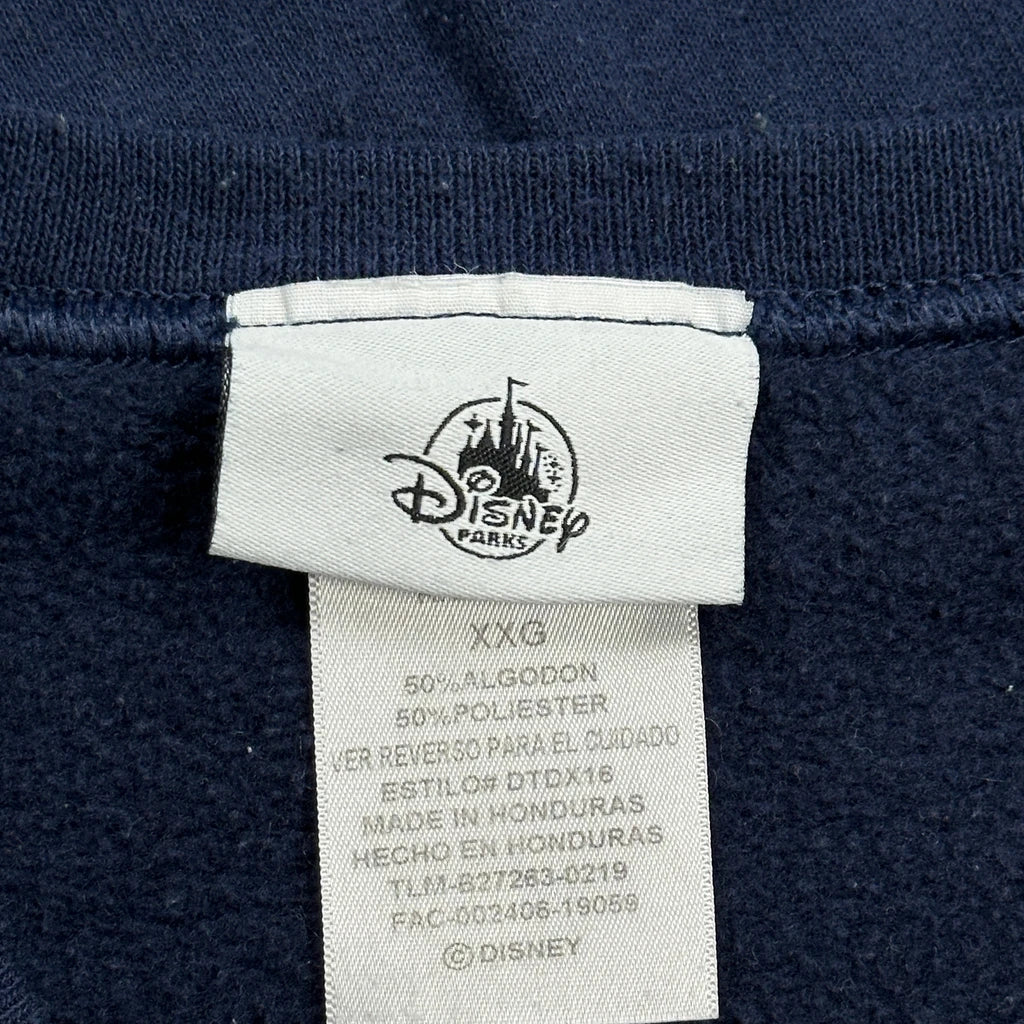 Disney
PARKS
XXG
50% ALGODON
50% POLIESTER
VER REVERSO PARA EL CUIDADO
ESTILO# DTDX16
MADE IN HONDURAS
HECHO EN HONDURAS
TLM-B27263-0219
FAC-002406-19059
©DISNEY